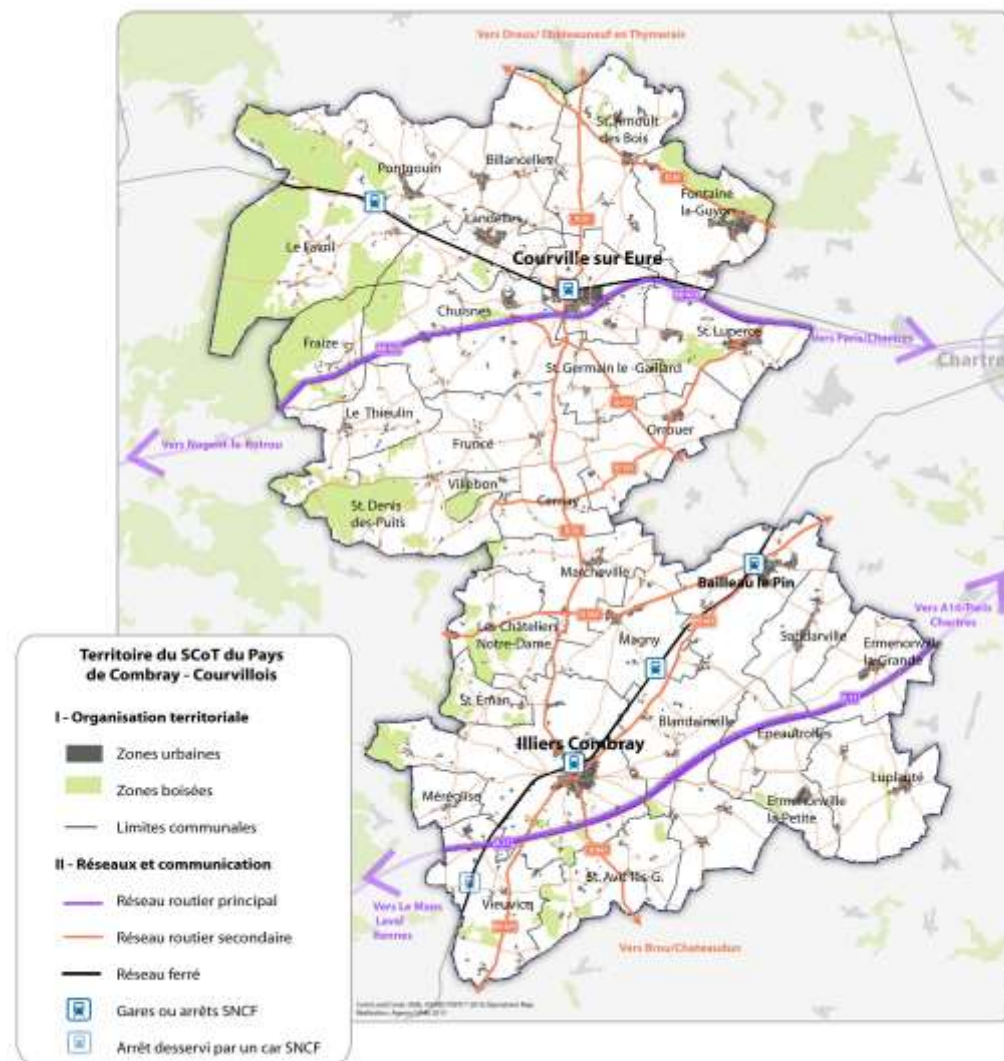 Vers Dreux/ Châteauneuf en Thymerais
St. Arnoult
des Bois
Billancelles
Pontgouin
Fontaine
la-Guyon
Landelles
Le Favril
Courville sur Eure
Chuisnes
St. Luperce
Vers Paris/Chartres
Chartre
Fraize
St. Germain le -Gaillard
Le Thieulin
Orrouer
Vers Nogent-le-Rotrou
Fruncé
Villebon
St. Denis
des-Puits
Cernay
Marchéville
Bailleau le Pin
Vers A10/Paris
Chartres
Les Châteliers
Notre-Dame
Magny
Sandarville
Ermenonville
la-Grande
St. Eman
Blandainville
Illiers Combray
Epeautrolles
Luplanté
Méréglise
Ermenonville
la-Petite
St. Avit-lès-G.
Vieuvicq
Vers Le Mans
Laval
Rennes
Vers Brou/Chateaudun
Territoire du SCoT du Pays
de Combray - Courvillois
I - Organisation territoriale
Zones urbaines
Zones boisées
Limites communales
II - Réseaux et communication
Réseau routier principal
Réseau routier secondaire
Réseau ferré
Gares ou arrêts SNCF
Arrêt desservi par un car SNCF